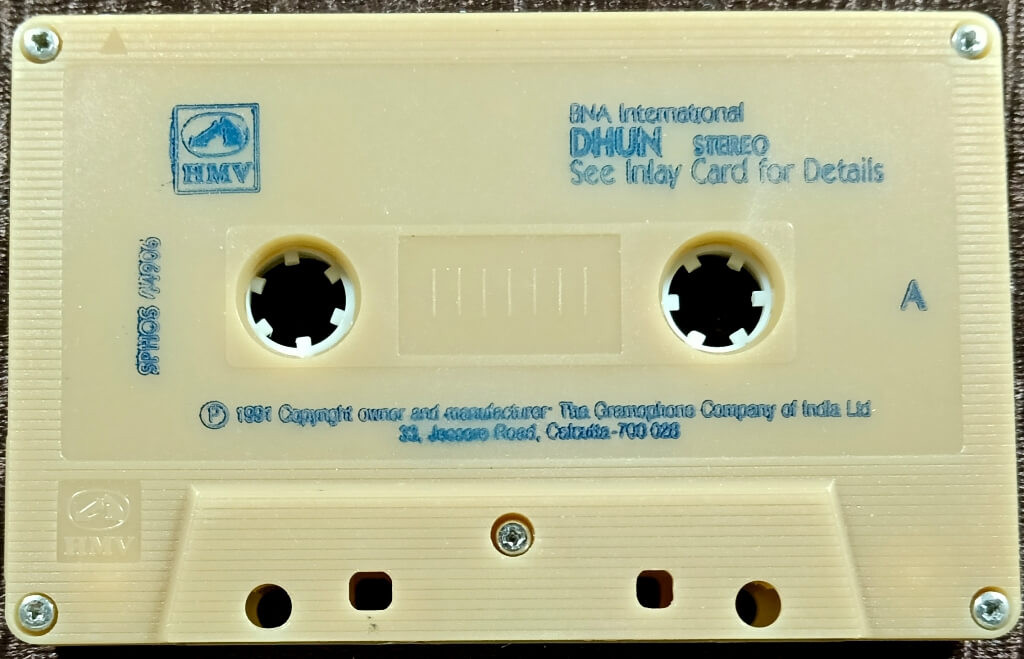 HMV
BNA International
DHUN STEREO
See Inlay Card for Details
SPHOS
A
Ⓟ 1991 Copyright owner and manufacturer The Gramophone Company of India Ltd
33, Jessore Road, Calcutta-700 028
HMV